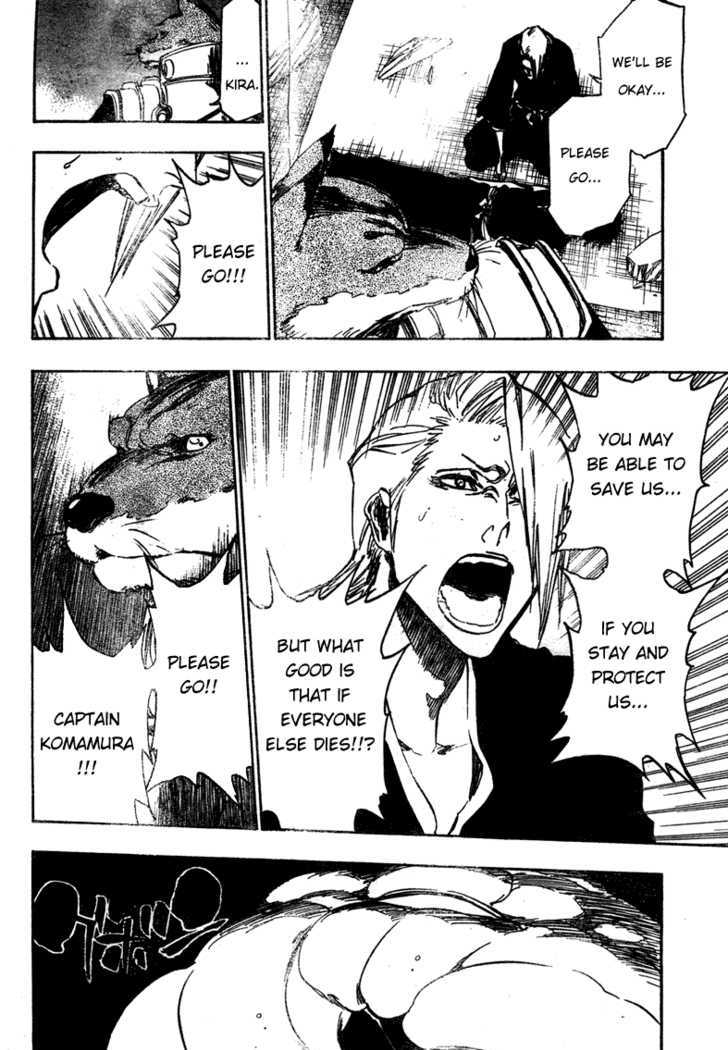 WE'LL BE
OKAY...
PLEASE
GO...
...
KIRA.
PLEASE
GO!!!
YOU MAY
BE ABLE TO
SAVE US...
IF YOU
STAY AND
PROTECT
US...
BUT WHAT
GOOD IS
THAT IF
EVERYONE
ELSE DIES!!?
PLEASE
GO!!
CAPTAIN
KOMAMURA
!!!